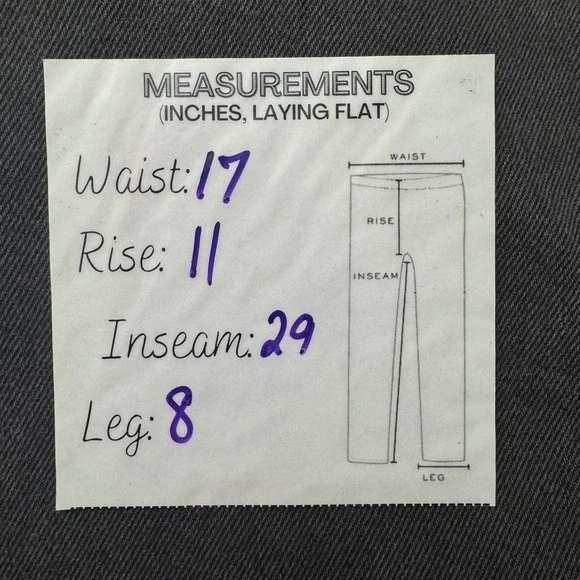 MEASUREMENTS
(INCHES, LAYING FLAT)
Waist: 17
Rise: 11
Inseam: 29
Leg: 8
WAIST
RISE
INSEAM
LEG